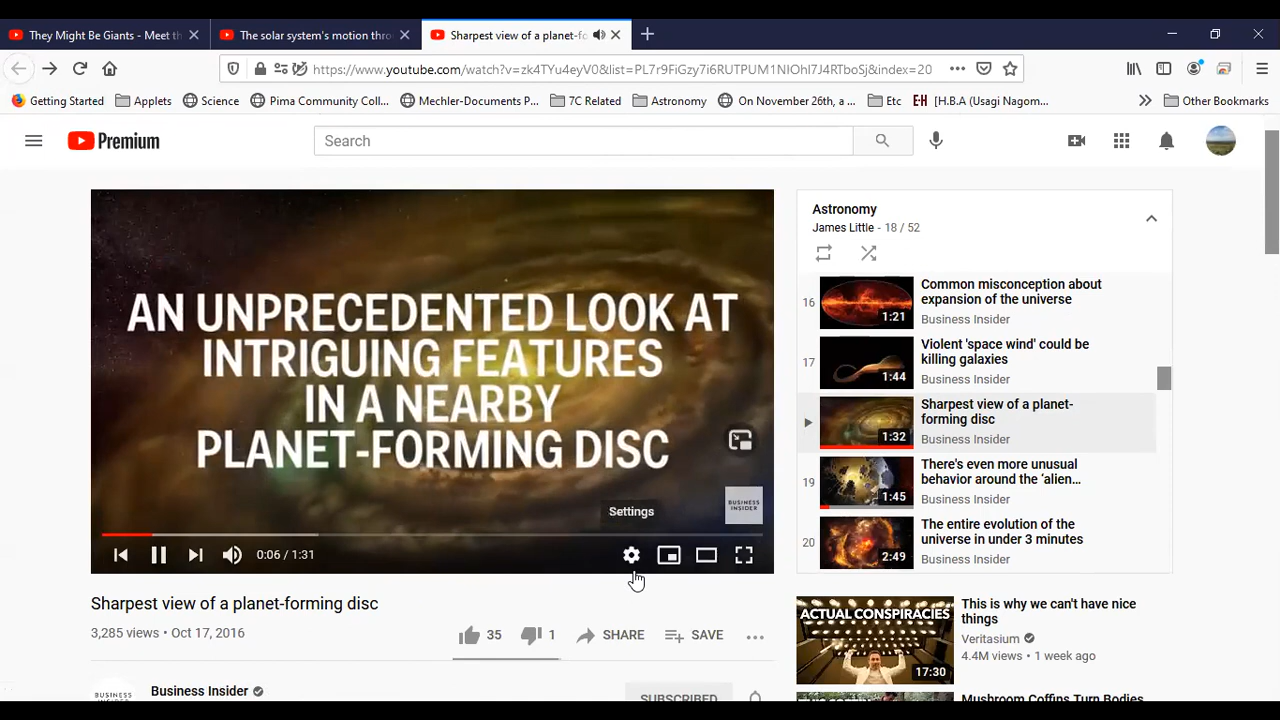 They Might Be Giants - Meet th
The solar system's motion thro
Sharpest view of a planet-fo
https://www.youtube.com/watch?v=zk4TYu4eyV0&list=PL7r9FiGzy7i6RUTPUM1NIOhl7J4RTboSj&index=20
Getting Started
Applets
Science
Pima Community Coll...
Mechler-Documents P...
7C Related
Astronomy
On November 26th, a ...
Etc
E-H
[H.B.A (Usagi Nagom...
Other Bookmarks
Premium
Search
AN UNPRECEDENTED LOOK AT
INTRIGUING FEATURES
IN A NEARBY
PLANET-FORMING DISC
BUSINESS
INSIDER
Settings
0:06 / 1:31
Sharpest view of a planet-forming disc
3,285 views • Oct 17, 2016
35
1
SHARE
SAVE
BUSINESS
Business Insider
SUBSCRIBED
Astronomy
James Little - 18 / 52
16
1:21
Common misconception about
expansion of the universe
Business Insider
17
1:44
Violent 'space wind' could be
killing galaxies
Business Insider
1:32
Sharpest view of a planet-
forming disc
Business Insider
19
1:45
There's even more unusual
behavior around the 'alien...
Business Insider
20
2:49
The entire evolution of the
universe in under 3 minutes
Business Insider
ACTUAL CONSPIRACIES
17:30
This is why we can't have nice
things
Veritasium
4.4M views • 1 week ago
Mushroom Coffins Turn Bodies